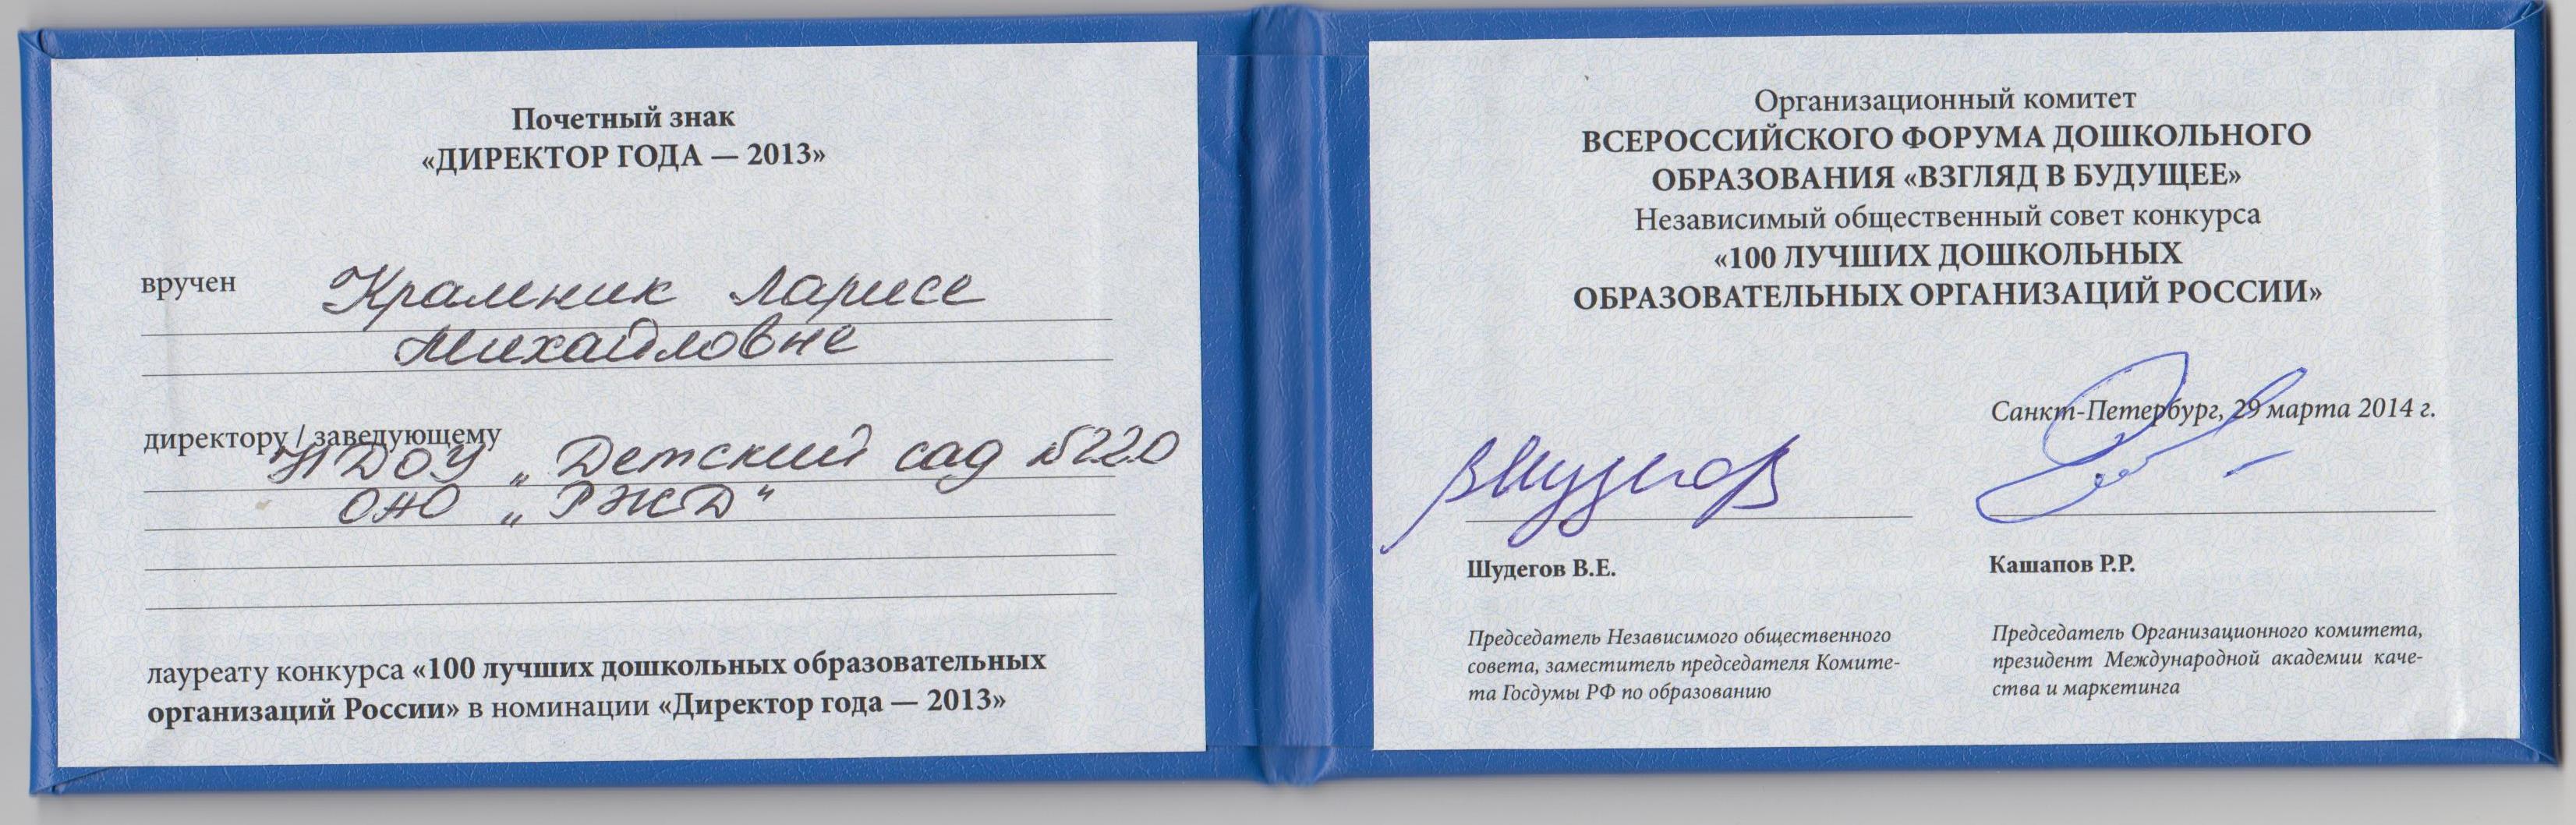 Почетный знак
«ДИРЕКТОР ГОДА — 2013»
вручен Крамник Ларисе
Михайловне
директору / заведующему
НДОУ „Детский сад №220
ОАО „РЖД“
лауреату конкурса «100 лучших дошкольных образовательных
организаций России» в номинации «Директор года — 2013»
Организационный комитет
ВСЕРОССИЙСКОГО ФОРУМА ДОШКОЛЬНОГО
ОБРАЗОВАНИЯ «ВЗГЛЯД В БУДУЩЕЕ»
Независимый общественный совет конкурса
«100 ЛУЧШИХ ДОШКОЛЬНЫХ
ОБРАЗОВАТЕЛЬНЫХ ОРГАНИЗАЦИЙ РОССИИ»
Санкт-Петербург, 29 марта 2014 г.
ВШудегов
Шудегов В.Е.
Председатель Независимого общественного
совета, заместитель председателя Комите-
та Госдумы РФ по образованию
Кашапов Р.Р.
Председатель Организационного комитета,
президент Международной академии каче-
ства и маркетинга